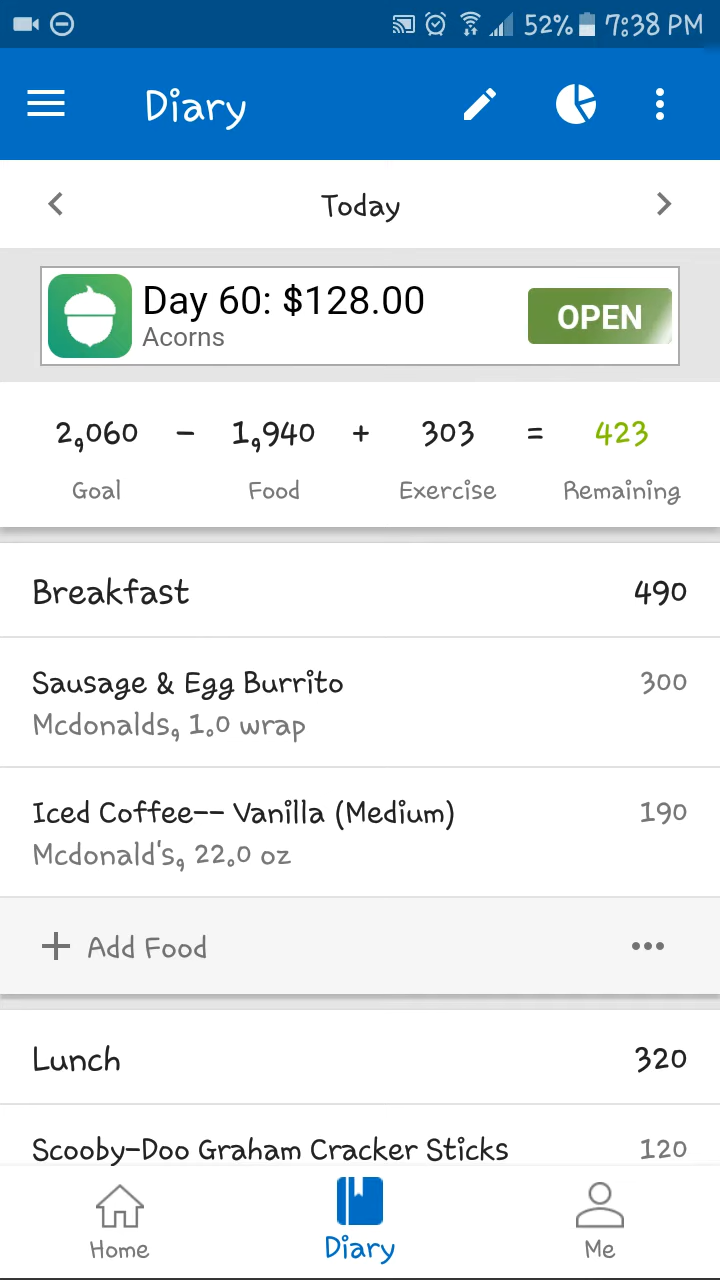 52% 7:38 PM
Diary
Today
Day 60: $128.00
Acorns
OPEN
2,060 - 1,940 + 303 = 423
Goal Food Exercise Remaining
Breakfast 490
Sausage & Egg Burrito 300
Mcdonalds, 1.0 wrap
Iced Coffee-- Vanilla (Medium) 190
Mcdonald's, 22.0 oz
+ Add Food
Lunch 320
Scooby-Doo Graham Cracker Sticks 120
Home Diary Me